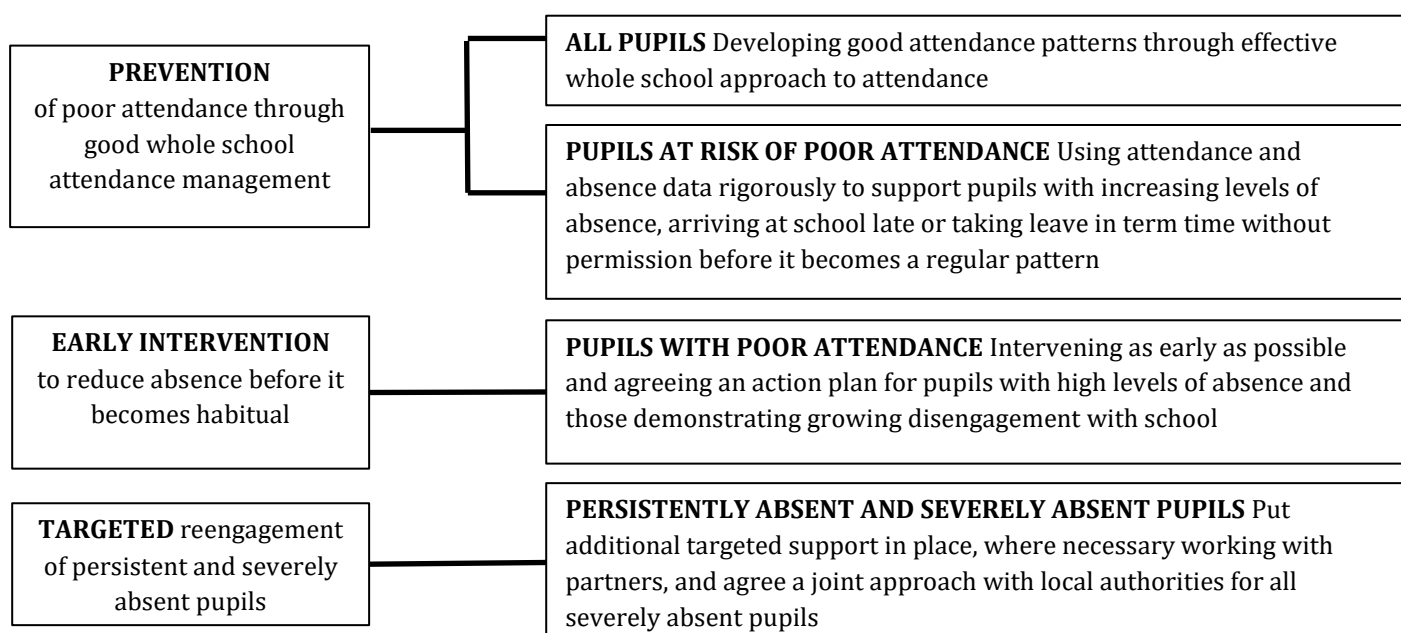 PREVENTION
of poor attendance through
good whole school
attendance management
ALL PUPILS Developing good attendance patterns through effective
whole school approach to attendance
PUPILS AT RISK OF POOR ATTENDANCE Using attendance and
absence data rigorously to support pupils with increasing levels of
absence, arriving at school late or taking leave in term time without
permission before it becomes a regular pattern
EARLY INTERVENTION
to reduce absence before it
becomes habitual
PUPILS WITH POOR ATTENDANCE Intervening as early as possible
and agreeing an action plan for pupils with high levels of absence and
those demonstrating growing disengagement with school
TARGETED reengagement
of persistent and severely
absent pupils
PERSISTENTLY ABSENT AND SEVERELY ABSENT PUPILS Put
additional targeted support in place, where necessary working with
partners, and agree a joint approach with local authorities for all
severely absent pupils